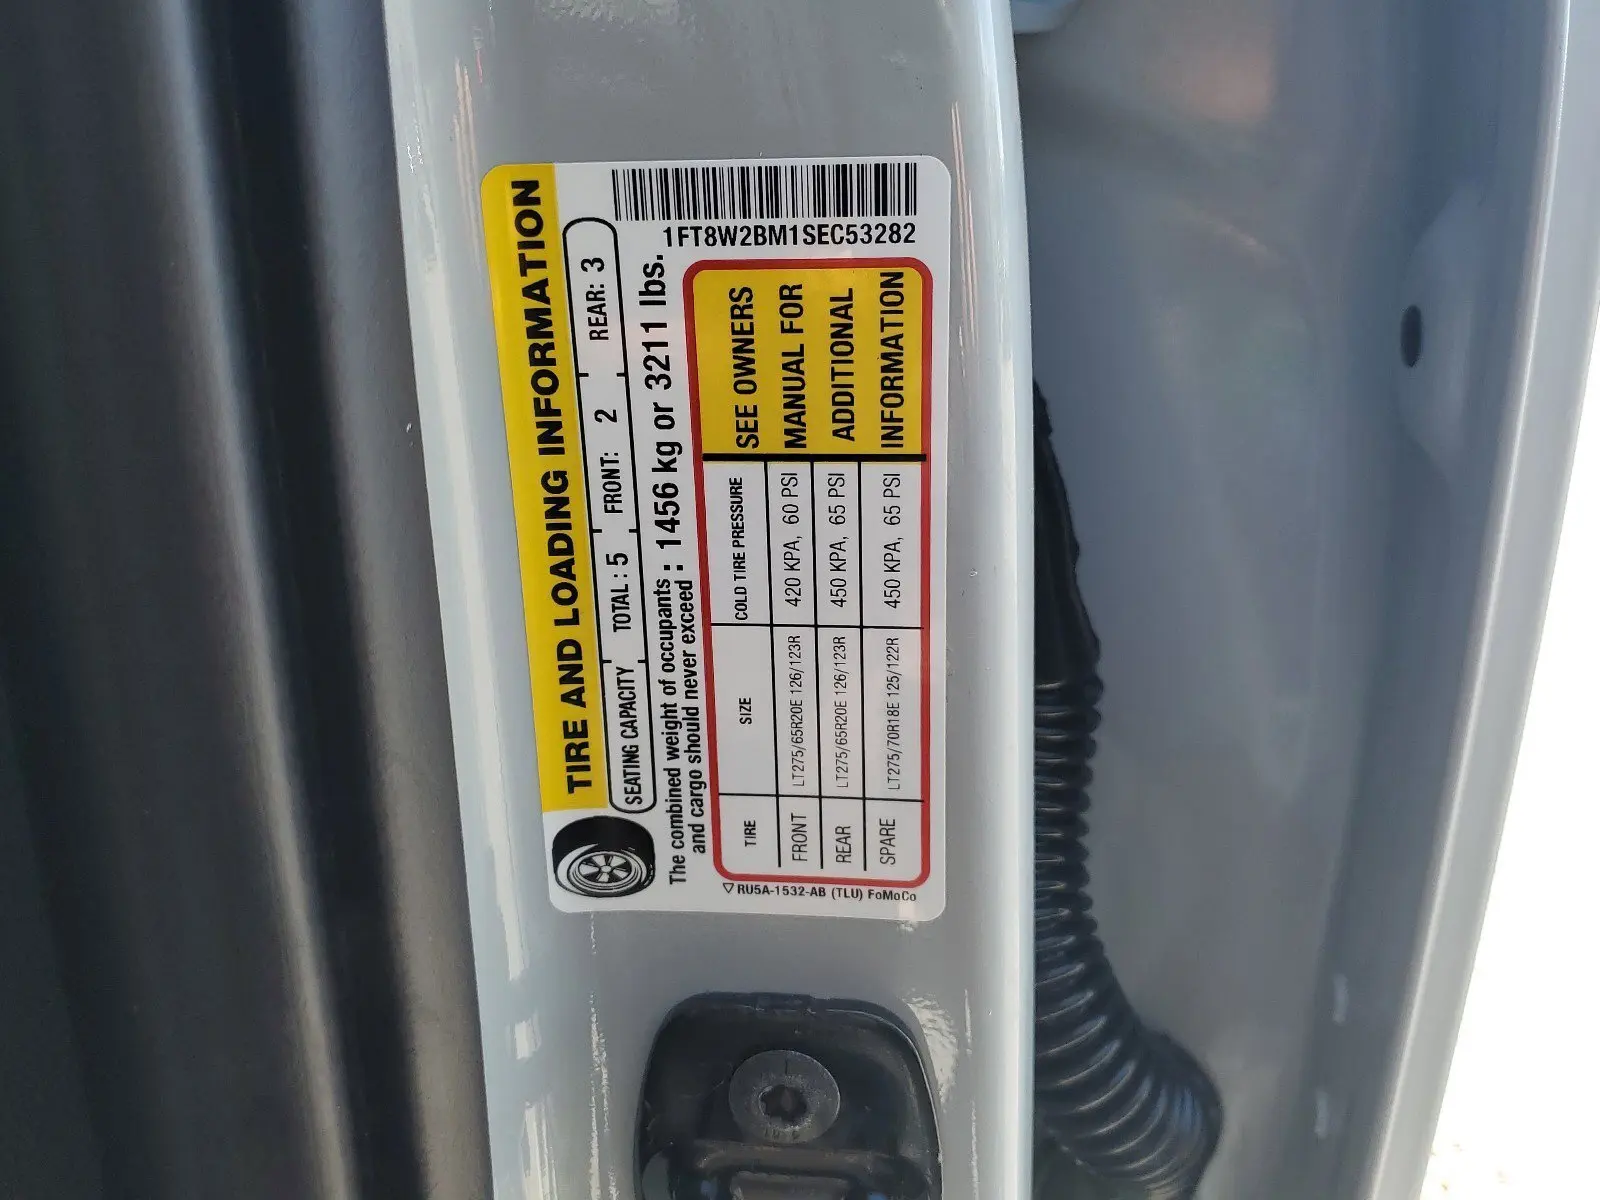 TIRE AND LOADING INFORMATION
SEATING CAPACITY TOTAL : 5 FRONT: 2 REAR: 3
The combined weight of occupants
and cargo should never exceed : 1456 kg or 3211 lbs.
TIRE SIZE COLD TIRE PRESSURE
FRONT LT275/65R20E 126/123R 420 KPA, 60 PSI
REAR LT275/65R20E 126/123R 450 KPA, 65 PSI
SPARE LT275/70R18E 125/122R 450 KPA, 65 PSI
SEE OWNERS
MANUAL FOR
ADDITIONAL
INFORMATION
RU5A-1532-AB (TLU) FoMoCo
1FT8W2BM1SEC53282